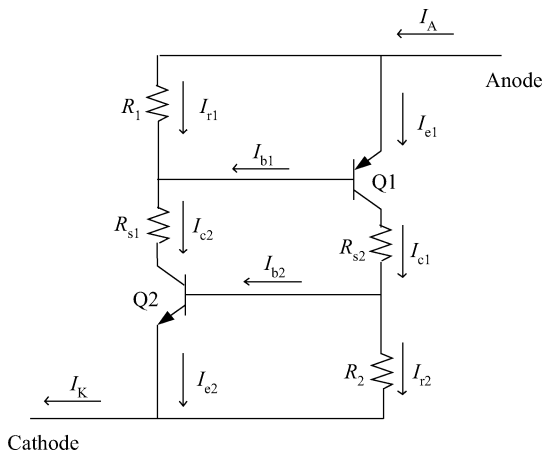 I_A
Anode
R_1
I_r1
I_e1
I_b1
Q1
R_s1
I_c2
R_s2
I_c1
I_b2
Q2
I_K
I_e2
R_2
I_r2
Cathode